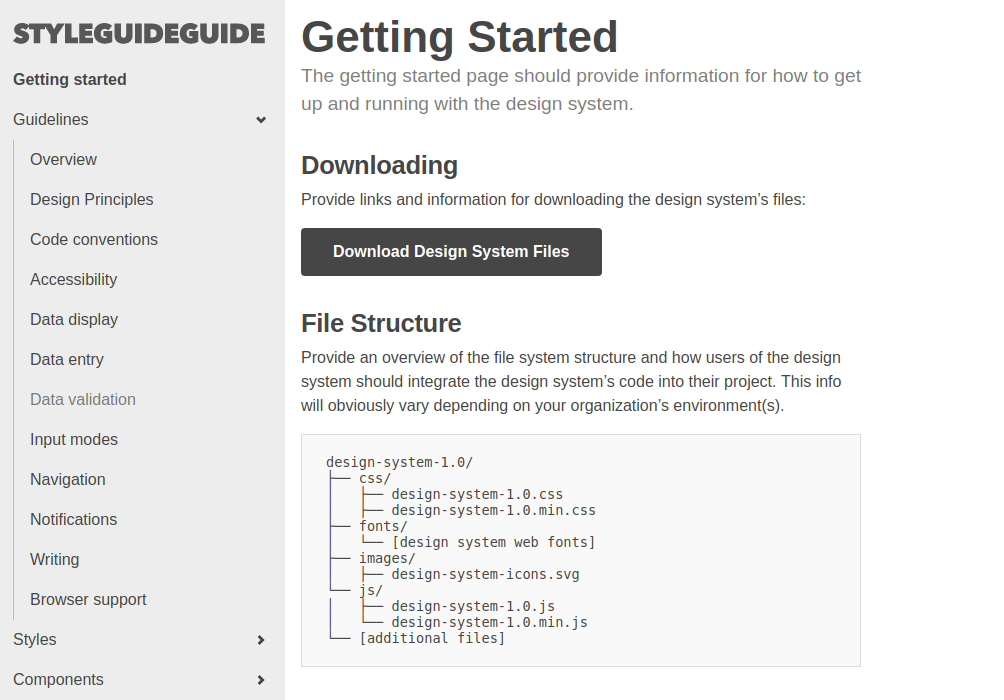 STYLEGUIDEGUIDE
Getting started
Guidelines
Overview
Design Principles
Code conventions
Accessibility
Data display
Data entry
Data validation
Input modes
Navigation
Notifications
Writing
Browser support
Styles
Components
Getting Started
The getting started page should provide information for how to get
up and running with the design system.
Downloading
Provide links and information for downloading the design system’s files:
Download Design System Files
File Structure
Provide an overview of the file system structure and how users of the design
system should integrate the design system’s code into their project. This info
will obviously vary depending on your organization’s environment(s).
design-system-1.0/
├── css/
│   ├── design-system-1.0.css
│   ├── design-system-1.0.min.css
├── fonts/
│   └── [design system web fonts]
├── images/
│   ├── design-system-icons.svg
└── js/
│   ├── design-system-1.0.js
│   └── design-system-1.0.min.js
└── [additional files]